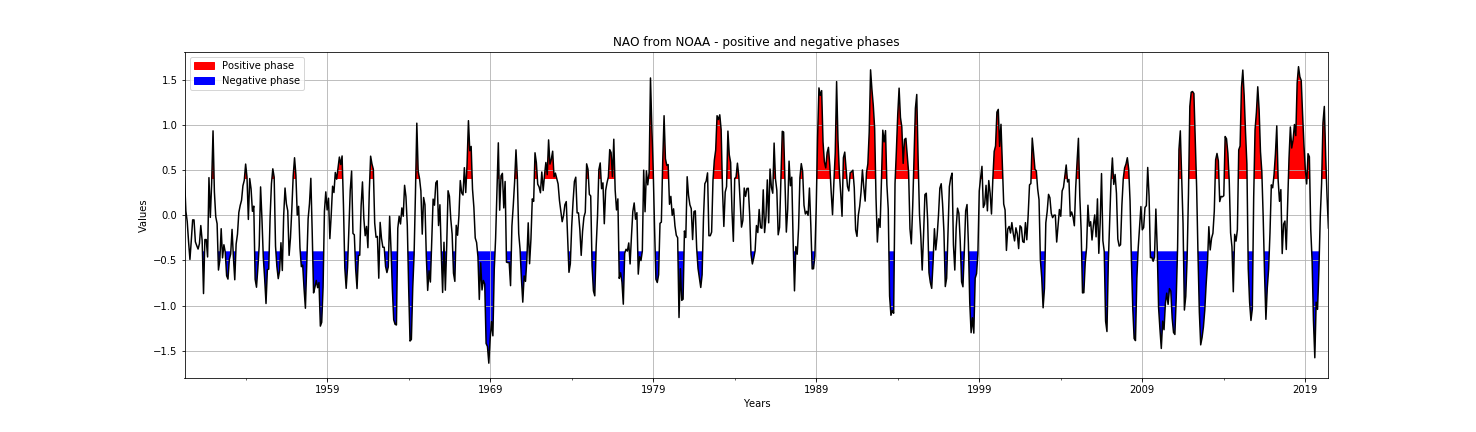 NAO from NOAA - positive and negative phases
Positive phase
Negative phase
1.5
1.0
0.5
0.0
−0.5
−1.0
−1.5
Values
1959 1969 1979 1989 1999 2009 2019
Years